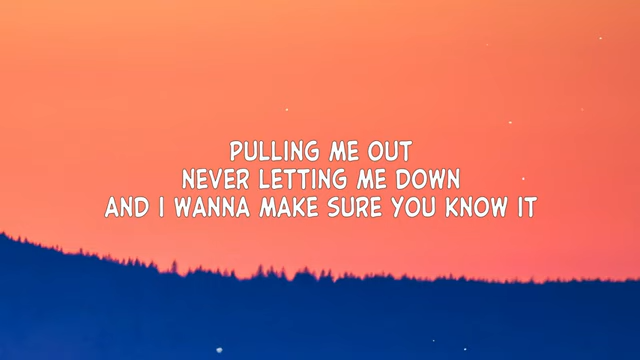 PULLING ME OUT
NEVER LETTING ME DOWN
AND I WANNA MAKE SURE YOU KNOW IT